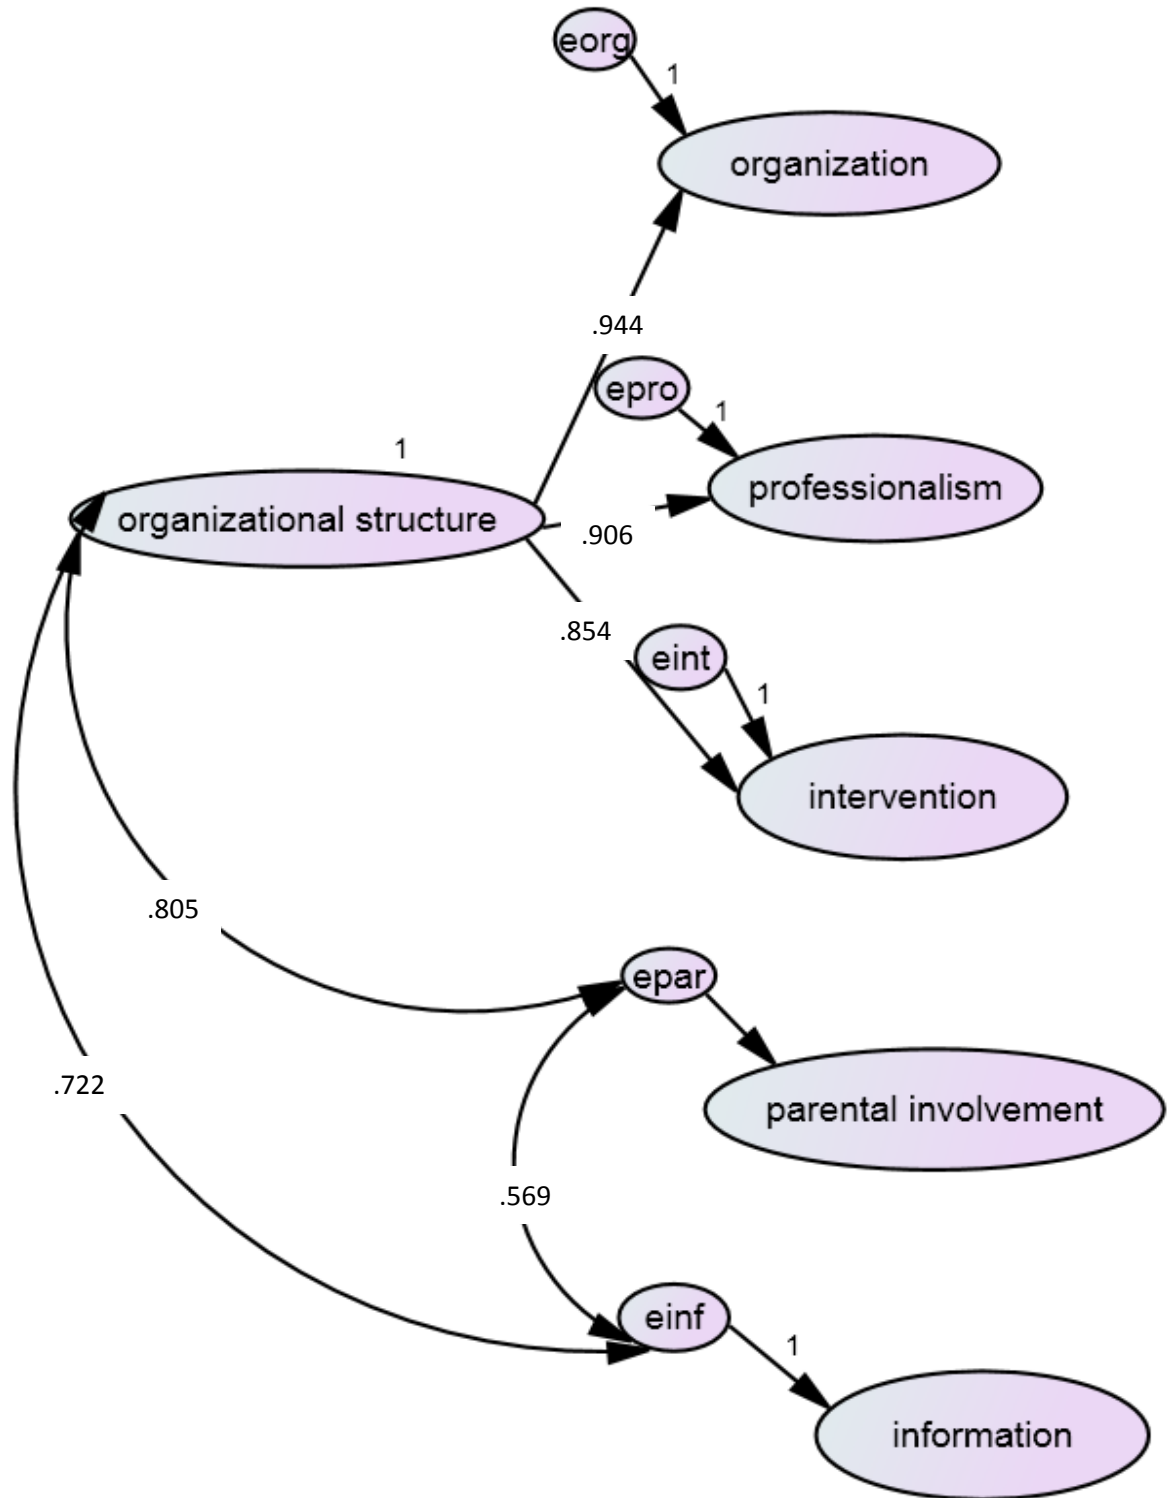 eorg
1
organization
.944
epro
1
professionalism
1
organizational structure
.906
.854
eint
1
intervention
.805
epar
parental involvement
.722
.569
einf
1
information